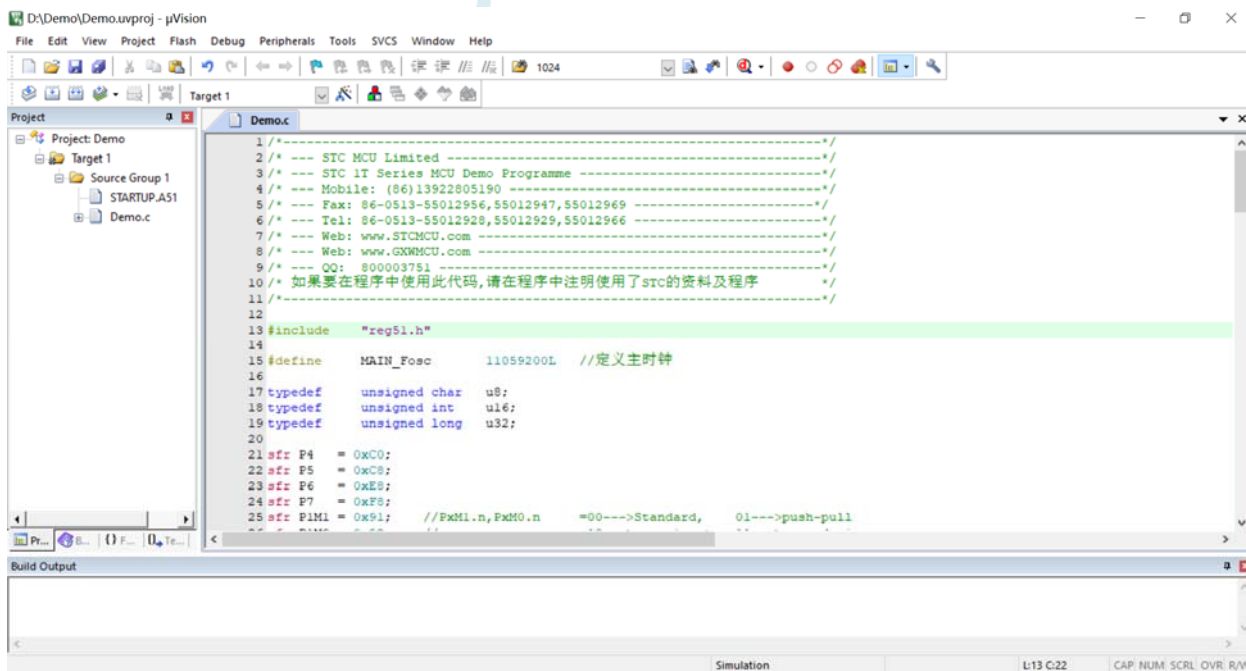 D:\Demo\Demo.uvproj - µVision
File Edit View Project Flash Debug Peripherals Tools SVCS Window Help
1024
Target 1
Project
Demo.c
Project: Demo
Target 1
Source Group 1
STARTUP.A51
Demo.c
1 /*---------------------------------------------------------------------*/
2 /* --- STC MCU Limited ------------------------------------------------*/
3 /* --- STC 1T Series MCU Demo Programme -------------------------------*/
4 /* --- Mobile: (86)13922805190 ----------------------------------------*/
5 /* --- Fax: 86-0513-55012956,55012947,55012969 ------------------------*/
6 /* --- Tel: 86-0513-55012928,55012929,55012966 ------------------------*/
7 /* --- Web: www.STCMCU.com --------------------------------------------*/
8 /* --- Web: www.GXWMCU.com --------------------------------------------*/
9 /* --- QQ: 800003751 -------------------------------------------------*/
10 /* 如果要在程序中使用此代码,请在程序中注明使用了STC的资料及程序 */
11 /*---------------------------------------------------------------------*/
12
13 #include "reg51.h"
14
15 #define MAIN_Fosc 11059200L //定义主时钟
16
17 typedef unsigned char u8;
18 typedef unsigned int u16;
19 typedef unsigned long u32;
20
21 sfr P4 = 0xC0;
22 sfr P5 = 0xC8;
23 sfr P6 = 0xE8;
24 sfr P7 = 0xF8;
25 sfr P1M1 = 0x91; //PxM1.n,PxM0.n =00--->Standard, 01--->push-pull
Pr... B... {} F... 0 Te...
Build Output
Simulation L:13 C:22 CAP NUM SCRL OVR R/W